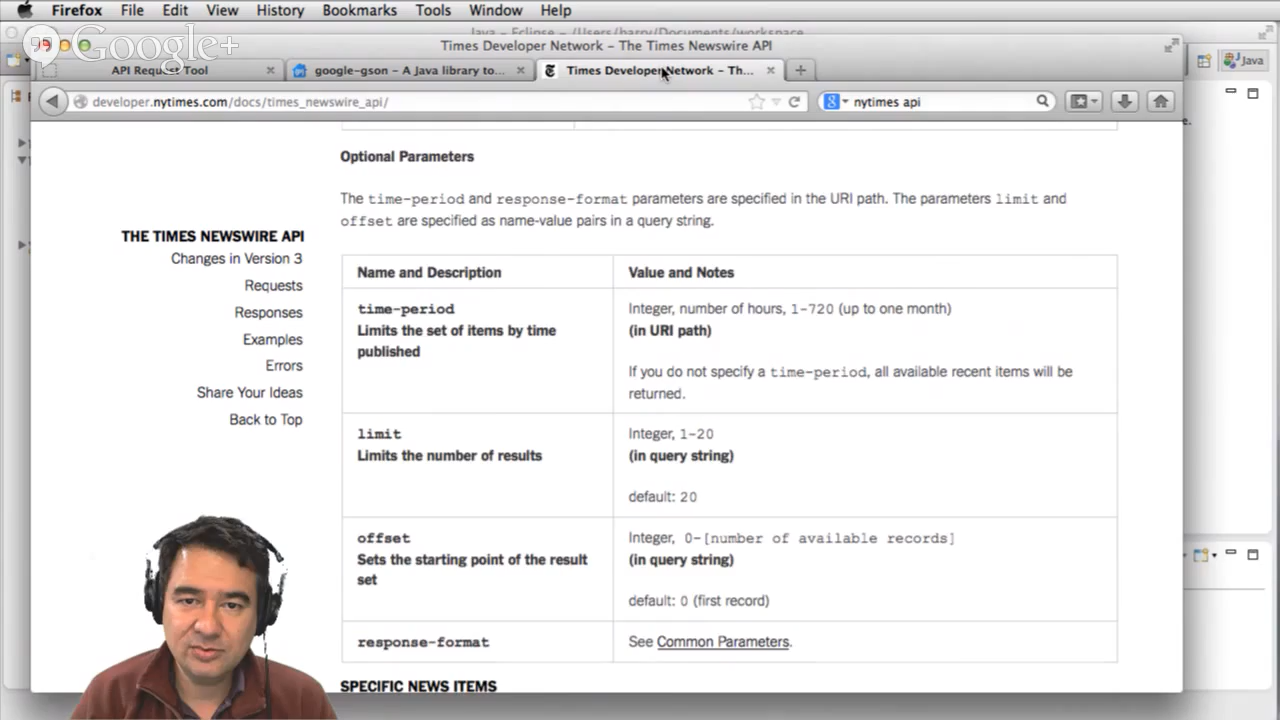 Firefox File Edit View History Bookmarks Tools Window Help
Java - Eclipse - /Users/barry/Documents/workspace
Google+
Times Developer Network - The Times Newswire API
API Request Tool
google-gson - A Java library to...
Times Developer Network - Th...
Java
developer.nytimes.com/docs/times_newswire_api/
nytimes api
Optional Parameters
The time-period and response-format parameters are specified in the URI path. The parameters limit and
offset are specified as name-value pairs in a query string.
THE TIMES NEWSWIRE API
Changes in Version 3
Requests
Responses
Examples
Errors
Share Your Ideas
Back to Top
Name and Description Value and Notes
time-period
Limits the set of items by time
published
Integer, number of hours, 1-720 (up to one month)
(in URI path)
If you do not specify a time-period, all available recent items will be
returned.
limit
Limits the number of results
Integer, 1-20
(in query string)
default: 20
offset
Sets the starting point of the result
set
Integer, 0-[number of available records]
(in query string)
default: 0 (first record)
response-format
See Common Parameters.
SPECIFIC NEWS ITEMS